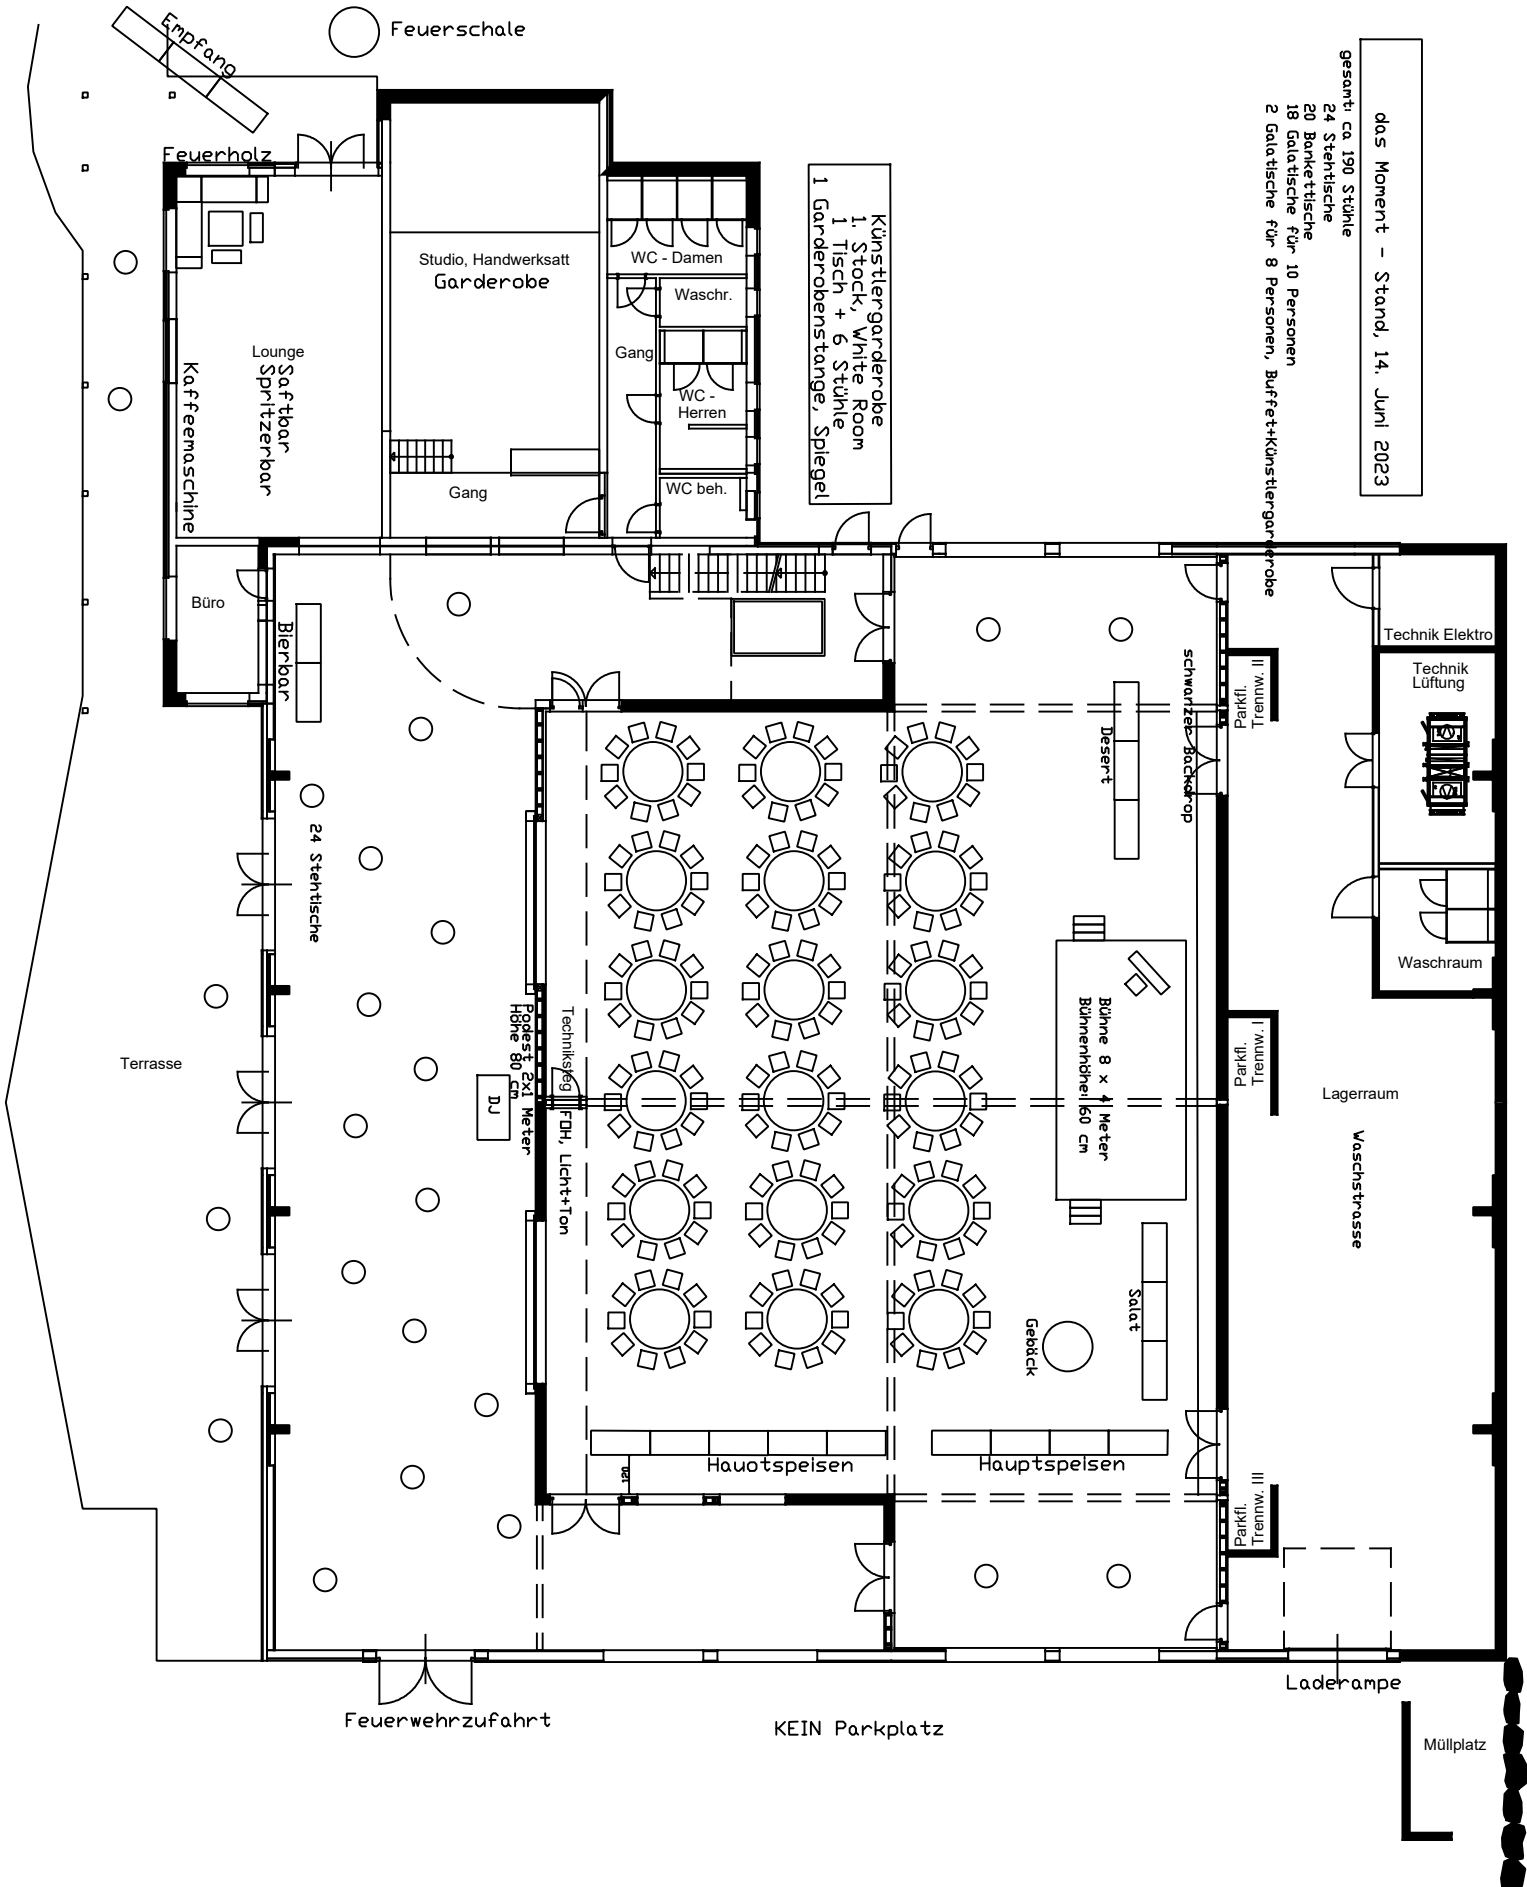 Empfang
Feuerschale
Feuerholz
das Moment - Stand, 14. Juni 2023
gesamt: ca 190 Stühle
24 Stehtische
20 Bankettische
18 Galatische für 10 Personen
2 Galatische für 8 Personen, Buffet+Künstlergarderobe
Künstlergarderobe
1. Stock, White Room
1 Tisch + 6 Stühle
1 Garderobenstange, Spiegel
Studio, Handwerksatt
Garderobe
WC - Damen
Waschr.
Gang
WC -
Herren
WC beh.
Gang
Lounge
Saftbar
Spritzerbar
Kaffeemaschine
Büro
Bierbar
24 Stehtische
Terrasse
Podest 2x1 Meter
Höhe 80 cm
DJ
Techniksteg
FOH, Licht+Ton
Desert
schwarzer Backdrop
Bühne 8 x 4 Meter
Bühnenhöhe: 60 cm
Salat
Gebäck
Hauotspeisen
Hauptspeisen
120
Parkfl.
Trennw. II
Parkfl.
Trennw. I
Parkfl.
Trennw. III
Technik Elektro
Technik
Lüftung
Waschraum
Lagerraum
Waschstrasse
Laderampe
Feuerwehrzufahrt
KEIN Parkplatz
Müllplatz